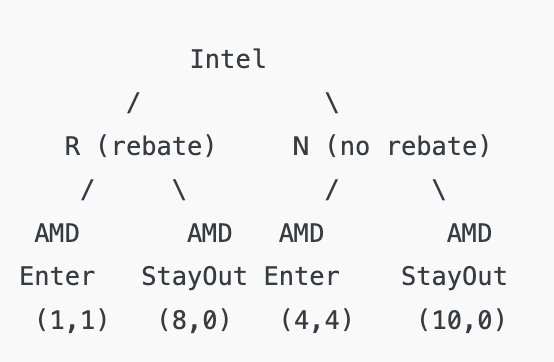 Intel
/ \
R (rebate) N (no rebate)
/ \ / \
AMD AMD AMD AMD
Enter StayOut Enter StayOut
(1,1) (8,0) (4,4) (10,0)